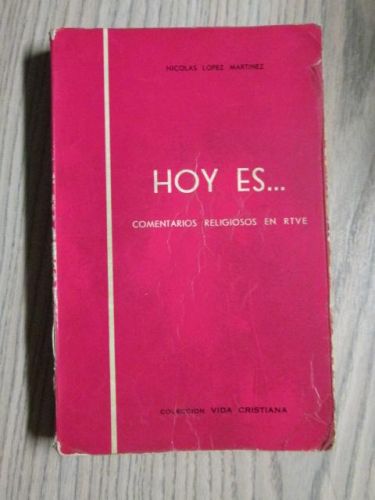 NICOLAS LOPEZ MARTINEZ
HOY ES...
COMENTARIOS RELIGIOSOS EN RTVE
COLECCION VIDA CRISTIANA